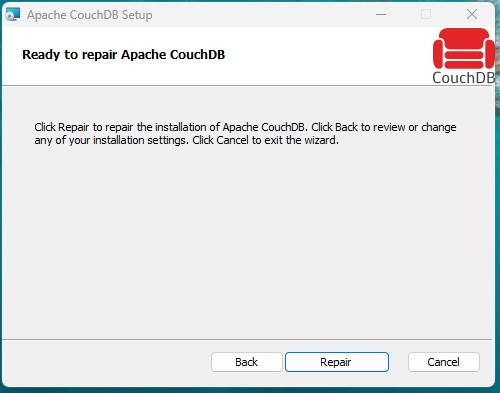 Apache CouchDB Setup
Ready to repair Apache CouchDB
CouchDB
Click Repair to repair the installation of Apache CouchDB. Click Back to review or change
any of your installation settings. Click Cancel to exit the wizard.
Back
Repair
Cancel